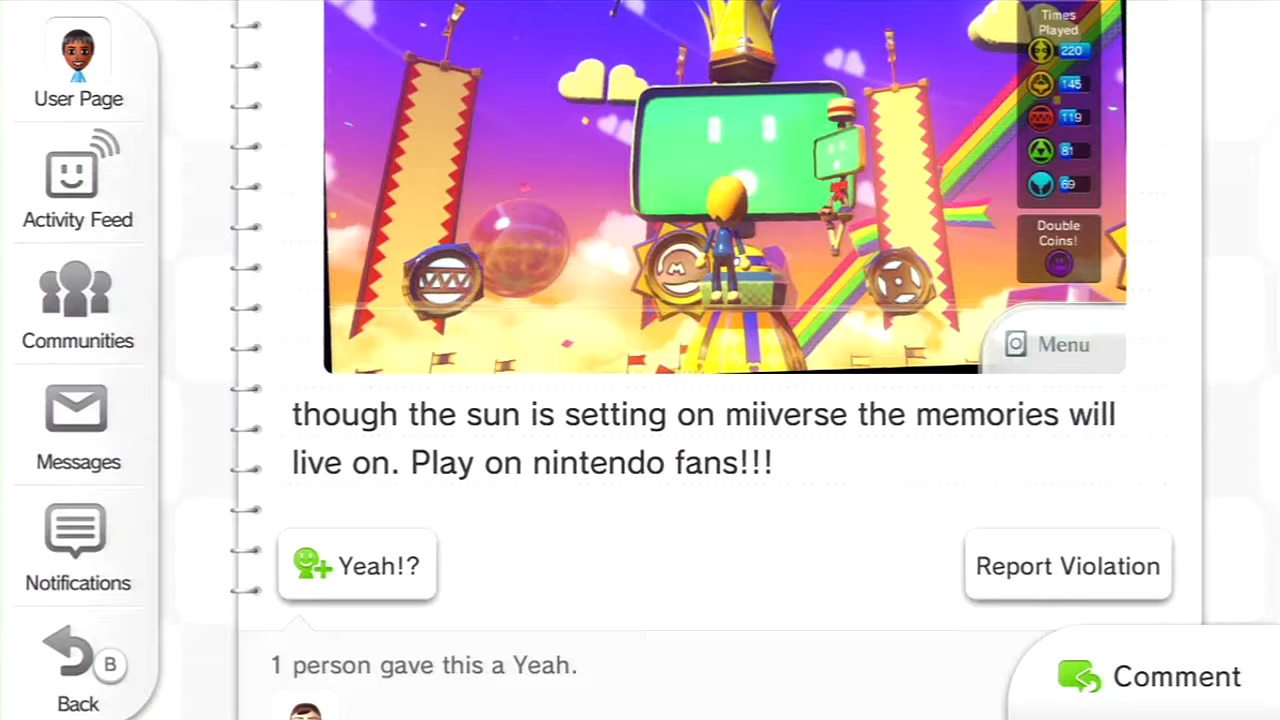 User Page
Activity Feed
Communities
Messages
Notifications
B
Back
Times
Played
220
145
119
81
69
Double
Coins!
Menu
though the sun is setting on miiverse the memories will
live on. Play on nintendo fans!!!
Yeah!?
Report Violation
1 person gave this a Yeah.
Comment